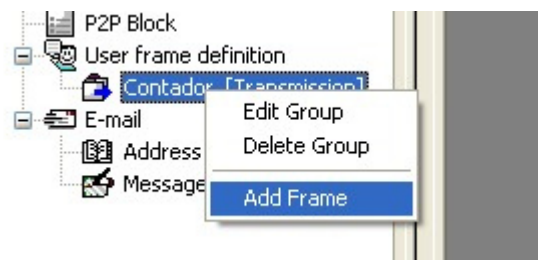 P2P Block
User frame definition
Contador [Transmission]
Edit Group
E-mail
Delete Group
Address
Message
Add Frame